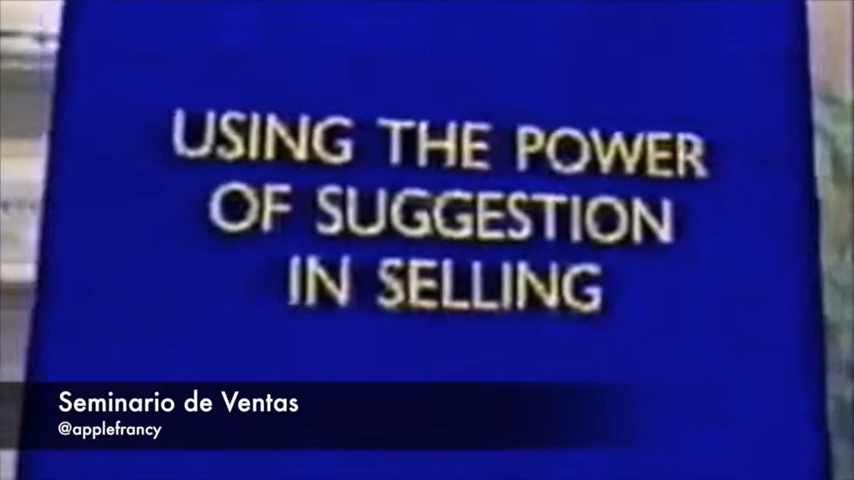 USING THE POWER
OF SUGGESTION
IN SELLING
Seminario de Ventas
@applefrancy